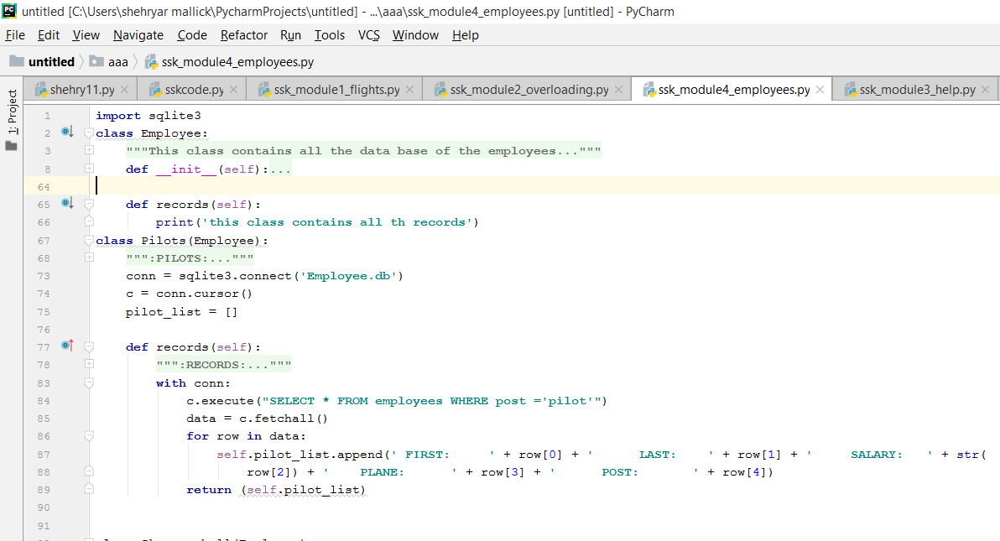 untitled [C:\Users\shehryar mallick\PycharmProjects\untitled] - ...\aaa\ssk_module4_employees.py [untitled] - PyCharm
File Edit View Navigate Code Refactor Run Tools VCS Window Help
untitled aaa ssk_module4_employees.py
shehry11.py sskcode.py ssk_module1_flights.py ssk_module2_overloading.py ssk_module4_employees.py ssk_module3_help.py
1: Project
1 import sqlite3
2 class Employee:
3 """This class contains all the data base of the employees..."""
8 def __init__(self):...
64
65 def records(self):
66 print('this class contains all th records')
67 class Pilots(Employee):
68 """:PILOTS:..."""
73 conn = sqlite3.connect('Employee.db')
74 c = conn.cursor()
75 pilot_list = []
76
77 def records(self):
78 """:RECORDS:..."""
83 with conn:
84 c.execute("SELECT * FROM employees WHERE post ='pilot'")
85 data = c.fetchall()
86 for row in data:
87 self.pilot_list.append(' FIRST:     ' + row[0] + '      LAST:    ' + row[1] + '     SALARY:   ' + str(
88 row[2]) + '    PLANE:      ' + row[3] + '      POST:       ' + row[4])
89 return (self.pilot_list)
90
91